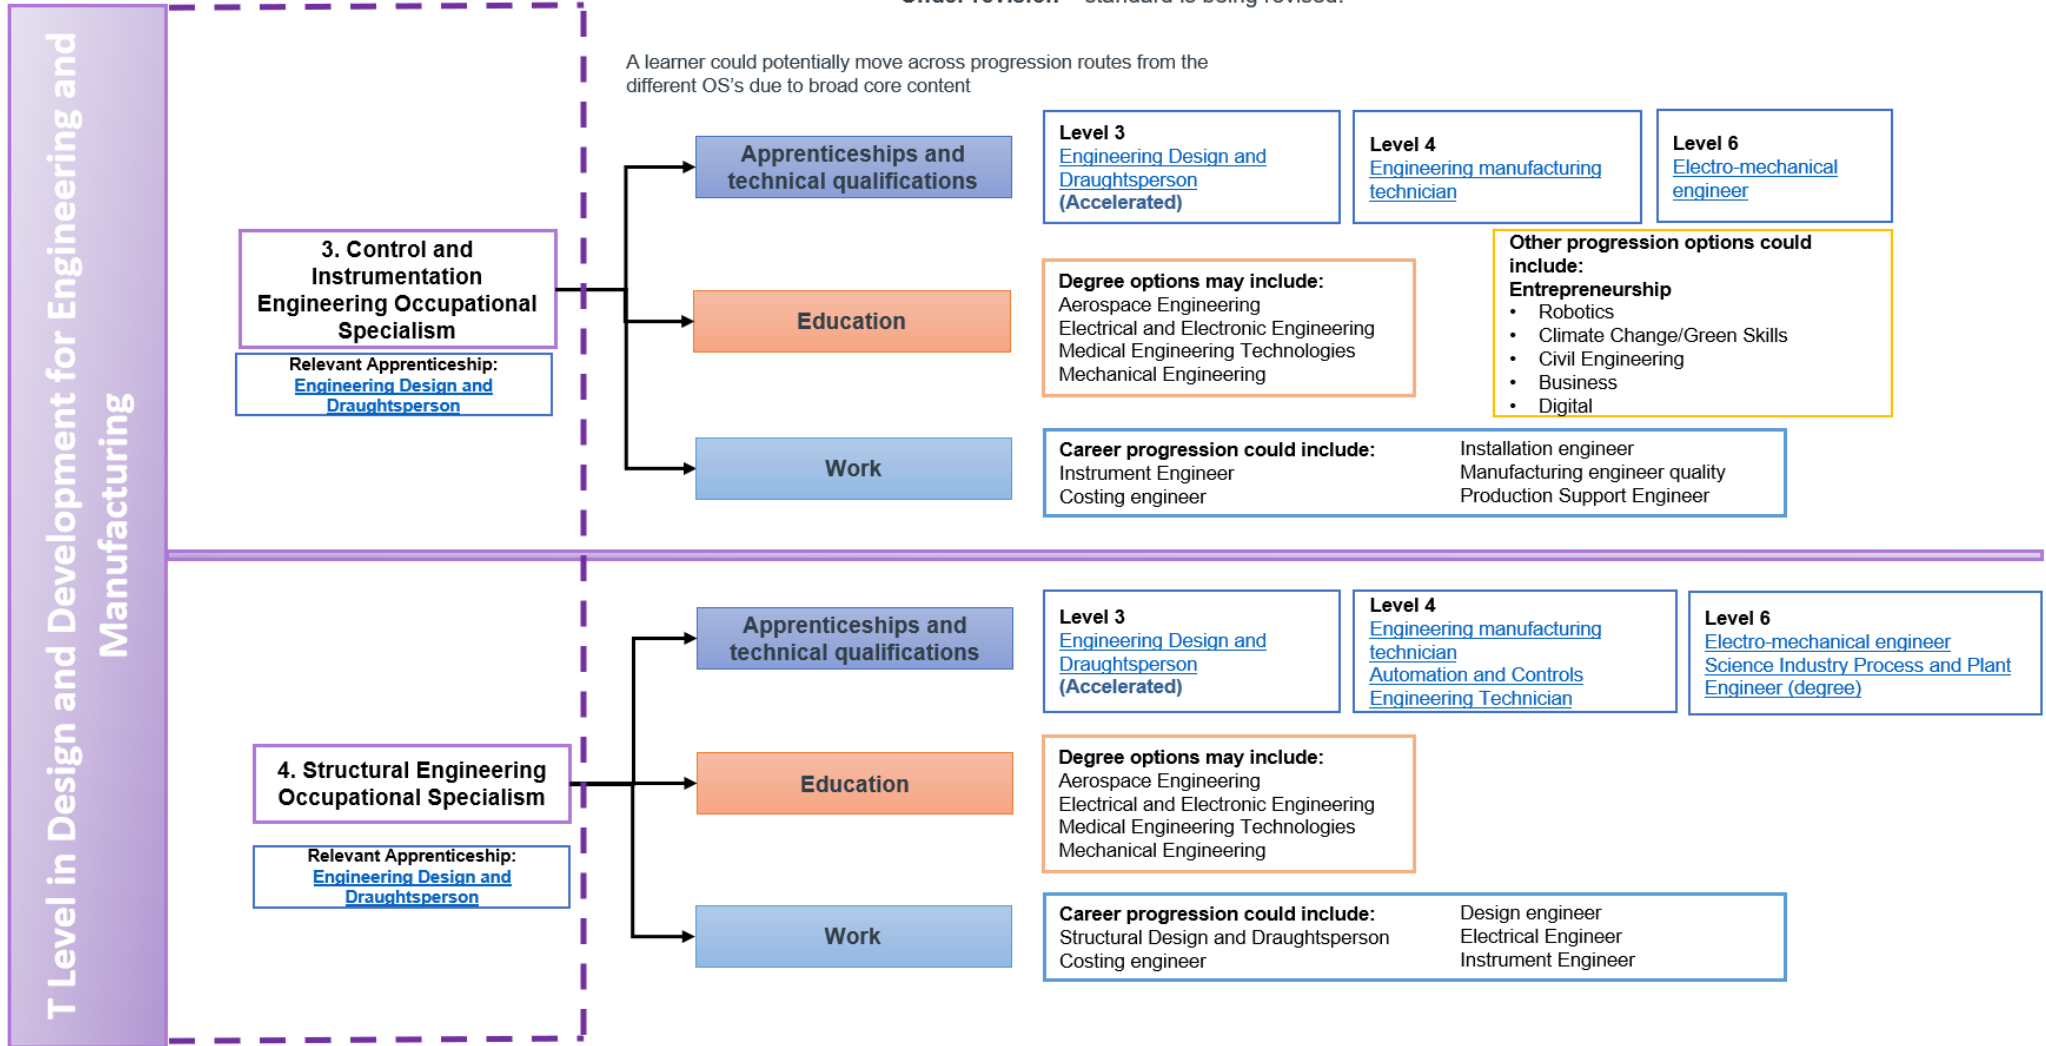 Under revision – standard is being revised.
T Level in Design and Development for Engineering and
Manufacturing
A learner could potentially move across progression routes from the
different OS's due to broad core content
3. Control and
Instrumentation
Engineering Occupational
Specialism
Relevant Apprenticeship:
Engineering Design and
Draughtsperson
Apprenticeships and
technical qualifications
Level 3
Engineering Design and
Draughtsperson
(Accelerated)
Level 4
Engineering manufacturing
technician
Level 6
Electro-mechanical
engineer
Education
Degree options may include:
Aerospace Engineering
Electrical and Electronic Engineering
Medical Engineering Technologies
Mechanical Engineering
Other progression options could
include:
Entrepreneurship
• Robotics
• Climate Change/Green Skills
• Civil Engineering
• Business
• Digital
Work
Career progression could include:
Instrument Engineer
Costing engineer
Installation engineer
Manufacturing engineer quality
Production Support Engineer
4. Structural Engineering
Occupational Specialism
Relevant Apprenticeship:
Engineering Design and
Draughtsperson
Apprenticeships and
technical qualifications
Level 3
Engineering Design and
Draughtsperson
(Accelerated)
Level 4
Engineering manufacturing
technician
Automation and Controls
Engineering Technician
Level 6
Electro-mechanical engineer
Science Industry Process and Plant
Engineer (degree)
Education
Degree options may include:
Aerospace Engineering
Electrical and Electronic Engineering
Medical Engineering Technologies
Mechanical Engineering
Work
Career progression could include:
Structural Design and Draughtsperson
Costing engineer
Design engineer
Electrical Engineer
Instrument Engineer